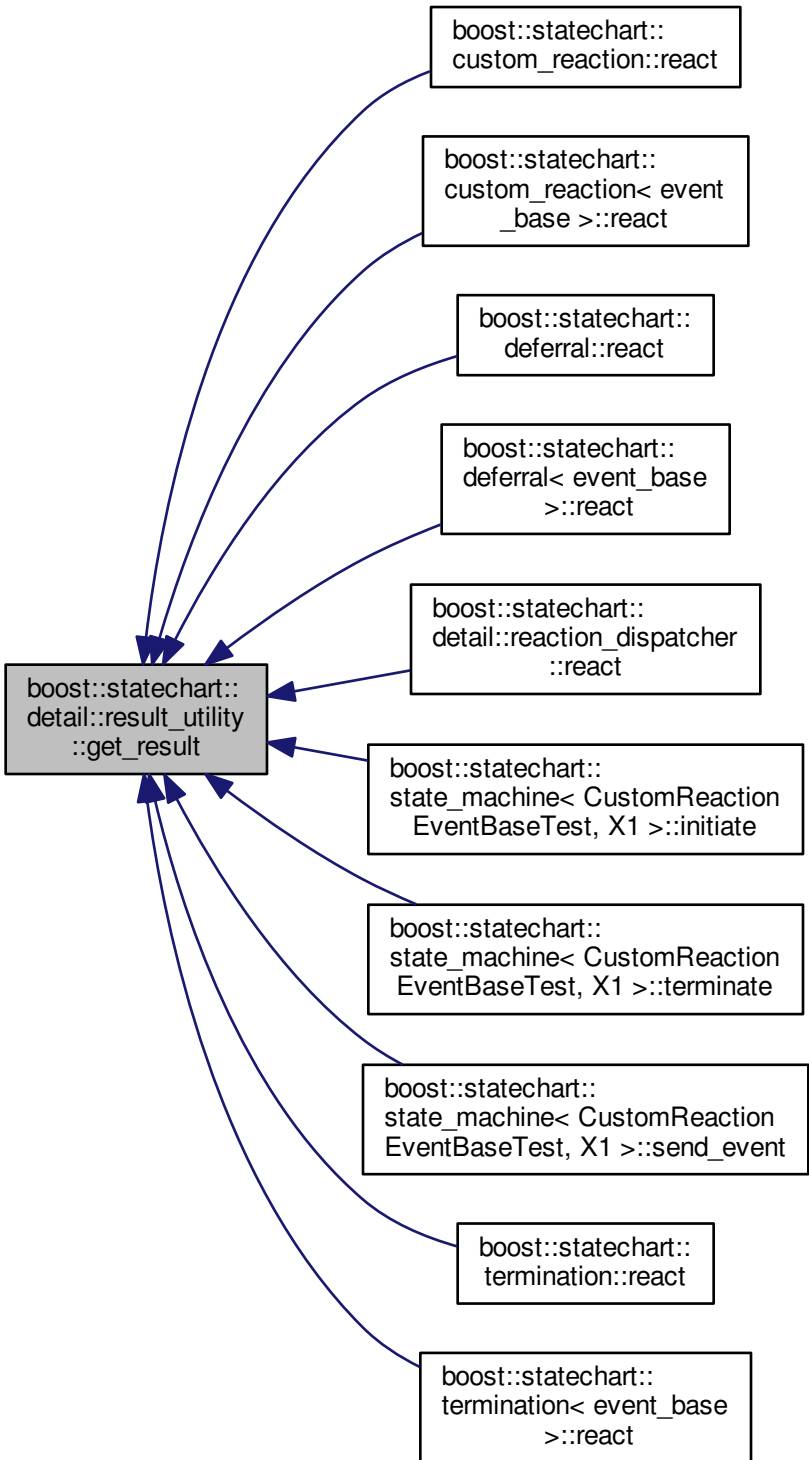 boost::statechart::
custom_reaction::react
boost::statechart::
custom_reaction< event
_base >::react
boost::statechart::
deferral::react
boost::statechart::
deferral< event_base
>::react
boost::statechart::
detail::reaction_dispatcher
::react
boost::statechart::
detail::result_utility
::get_result
boost::statechart::
state_machine< CustomReaction
EventBaseTest, X1 >::initiate
boost::statechart::
state_machine< CustomReaction
EventBaseTest, X1 >::terminate
boost::statechart::
state_machine< CustomReaction
EventBaseTest, X1 >::send_event
boost::statechart::
termination::react
boost::statechart::
termination< event_base
>::react